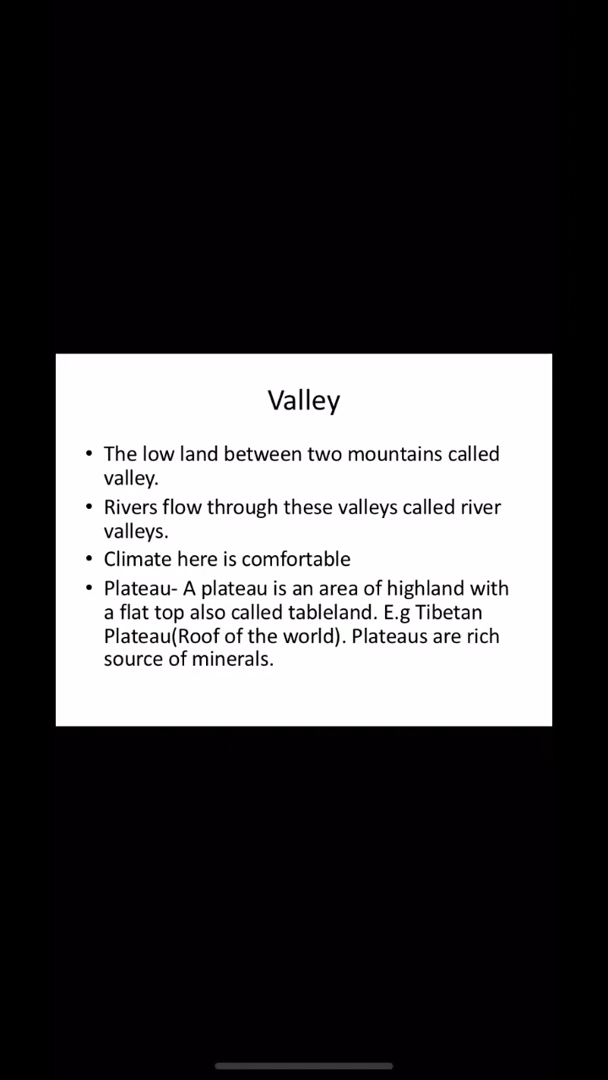 Valley
• The low land between two mountains called
valley.
• Rivers flow through these valleys called river
valleys.
• Climate here is comfortable
• Plateau- A plateau is an area of highland with
a flat top also called tableland. E.g Tibetan
Plateau(Roof of the world). Plateaus are rich
source of minerals.